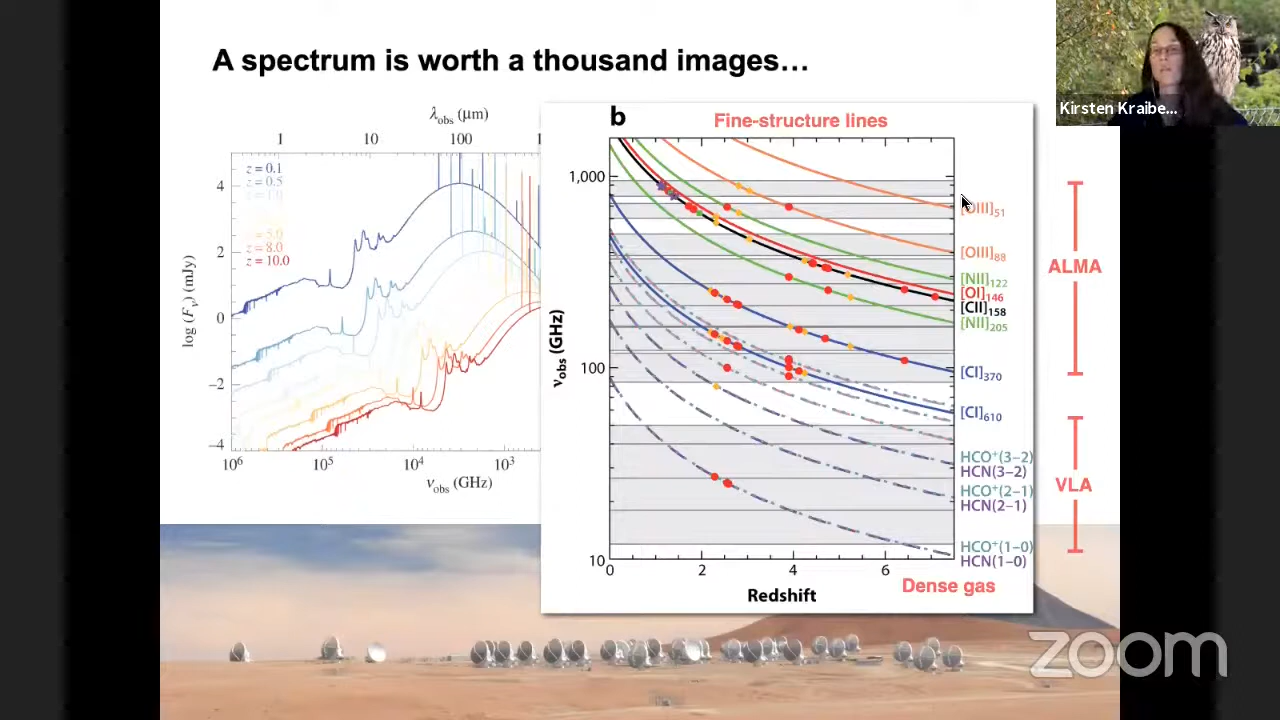 A spectrum is worth a thousand images…
Kirsten Kraibe...
λobs (μm)
1
10
100
z = 0.1
z = 0.5
z = 8.0
z = 10.0
4
2
0
−2
−4
log (Fν) (mJy)
10⁶
10⁵
10⁴
10³
νobs (GHz)
b
Fine-structure lines
1,000
100
10
νobs (GHz)
0
2
4
6
Redshift
[OIII]51
[OIII]88
[NII]122
[OI]146
[CII]158
[NII]205
[CI]370
[CI]610
HCO⁺(3–2)
HCN(3–2)
HCO⁺(2–1)
HCN(2–1)
HCO⁺(1–0)
HCN(1–0)
Dense gas
ALMA
VLA
zoom